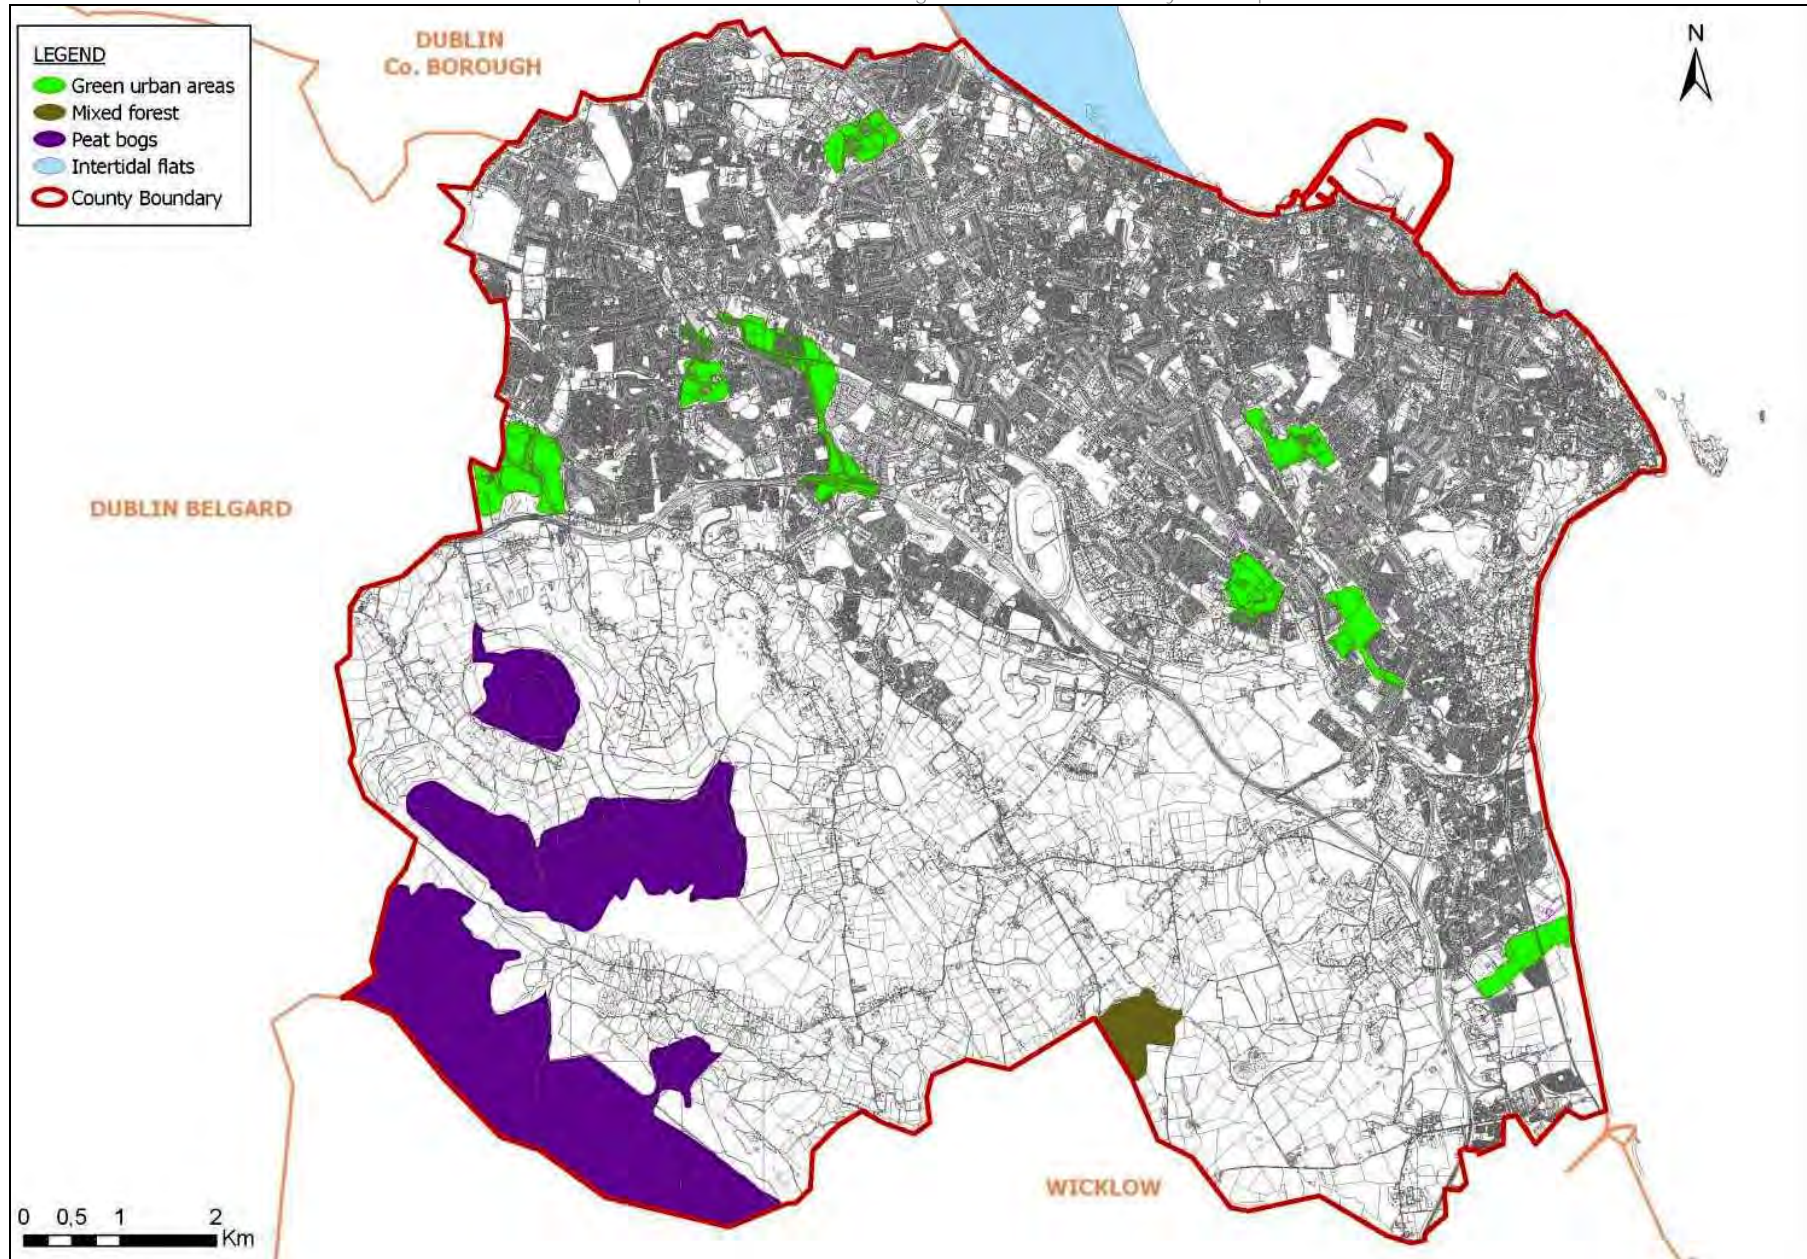 LEGEND
Green urban areas
Mixed forest
Peat bogs
Intertidal flats
County Boundary
DUBLIN
Co. BOROUGH
N
DUBLIN BELGARD
WICKLOW
0 0,5 1 2
Km